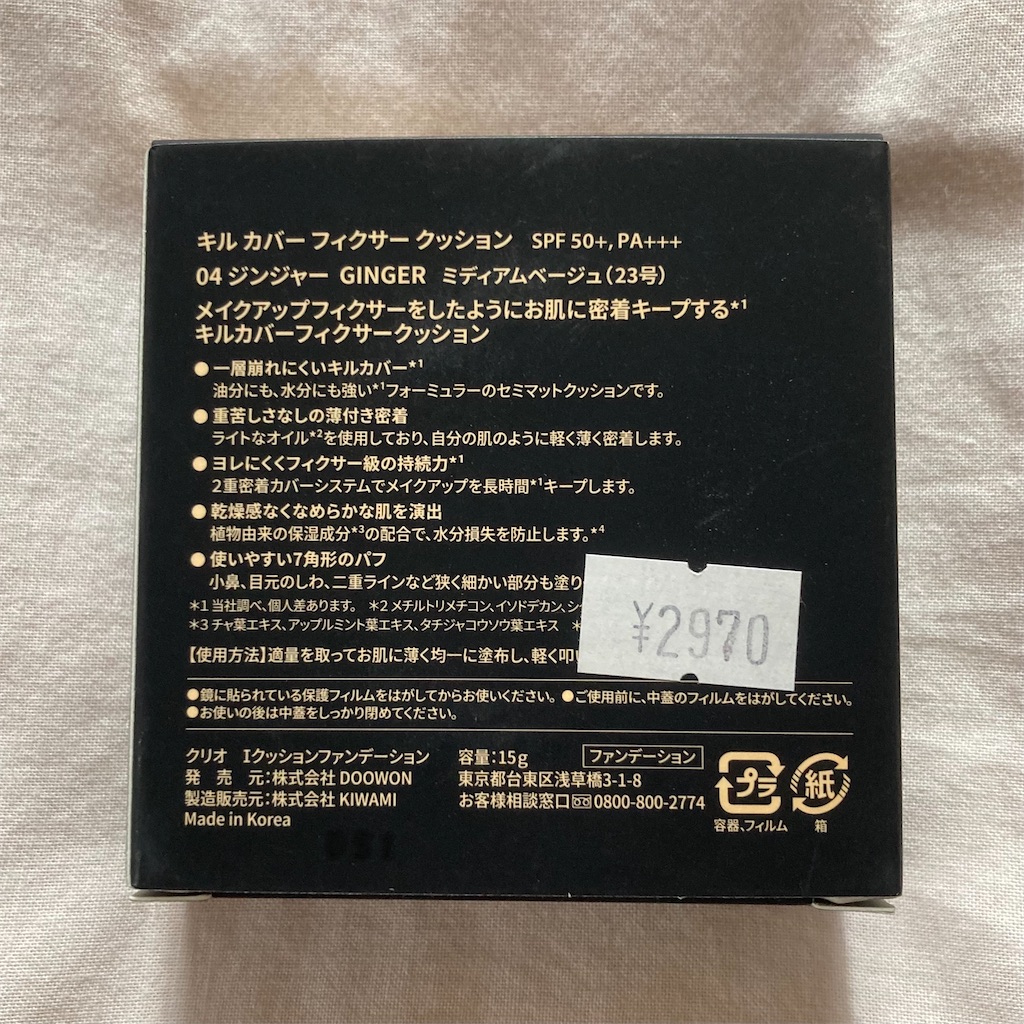 キル カバー フィクサー クッション SPF 50+, PA+++
04 ジンジャー GINGER ミディアムベージュ(23号)
メイクアップフィクサーをしたようにお肌に密着キープする*1
キルカバーフィクサークッション
● 一層崩れにくいキルカバー*1
油分にも、水分にも強い*1フォーミュラーのセミマットクッションです。
● 重苦しさなしの薄付き密着
ライトなオイル*2を使用しており、自分の肌のように軽く薄く密着します。
● ヨレにくくフィクサー級の持続力*1
2重密着カバーシステムでメイクアップを長時間*1キープします。
● 乾燥感なくなめらかな肌を演出
植物由来の保湿成分*3の配合で、水分損失を防止します。*4
● 使いやすい7角形のパフ
小鼻、目元のしわ、二重ラインなど狭く細かい部分も塗り
*1 当社調べ、個人差あります。 *2 メチルトリメチコン、イソドデカン、
*3 チャ葉エキス、アップルミント葉エキス、タチジャコウソウ葉エキス
¥2970
【使用方法】適量を取ってお肌に薄く均一に塗布し、軽く叩い
●鏡に貼られている保護フィルムをはがしてからお使いください。 ●ご使用前に、中蓋のフィルムをはがしてください。
●お使いの後は中蓋をしっかり閉めてください。
クリオ Iクッションファンデーション 容量:15g ファンデーション
発売元:株式会社 DOOWON 東京都台東区浅草橋3-1-8
製造販売元:株式会社 KIWAMI お客様相談窓口 0800-800-2774
Made in Korea
プラ
容器、フィルム
紙
箱